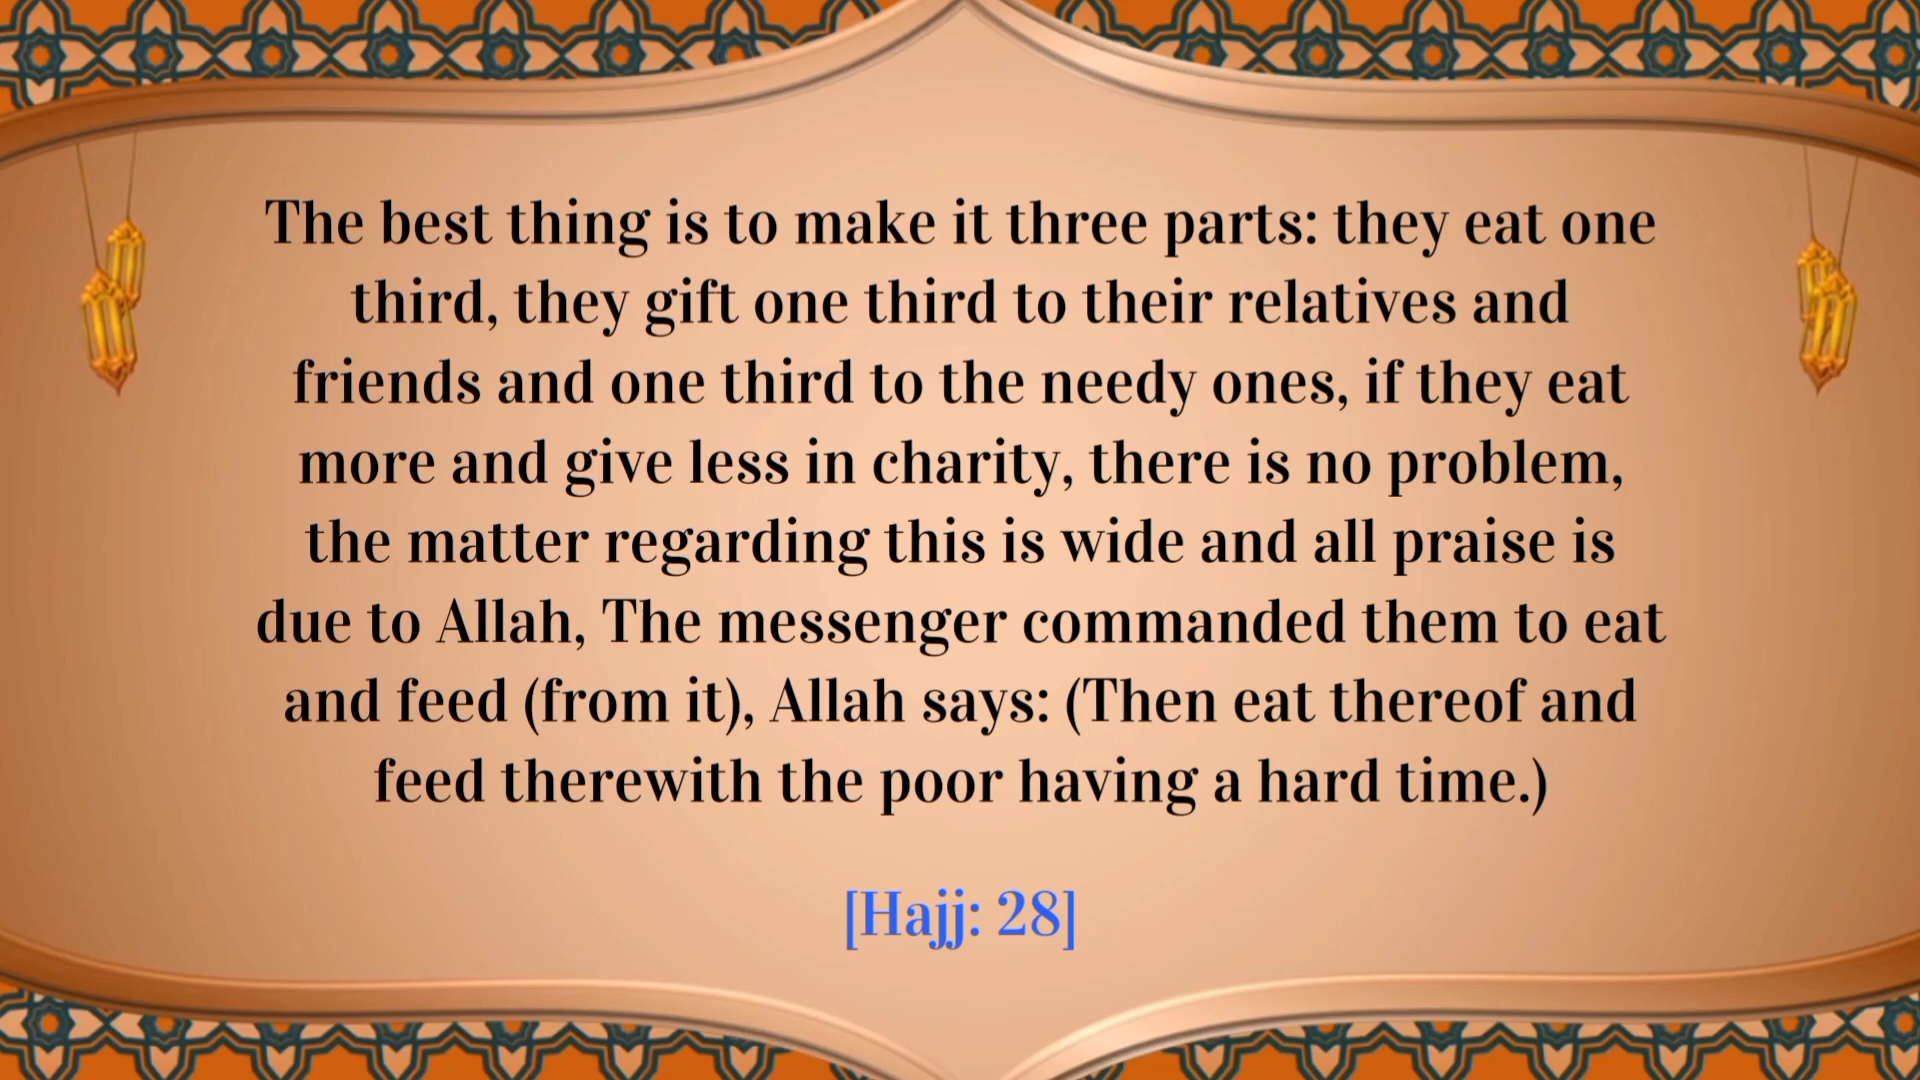 The best thing is to make it three parts: they eat one
third, they gift one third to their relatives and
friends and one third to the needy ones, if they eat
more and give less in charity, there is no problem,
the matter regarding this is wide and all praise is
due to Allah, The messenger commanded them to eat
and feed (from it), Allah says: (Then eat thereof and
feed therewith the poor having a hard time.)
[Hajj: 28]